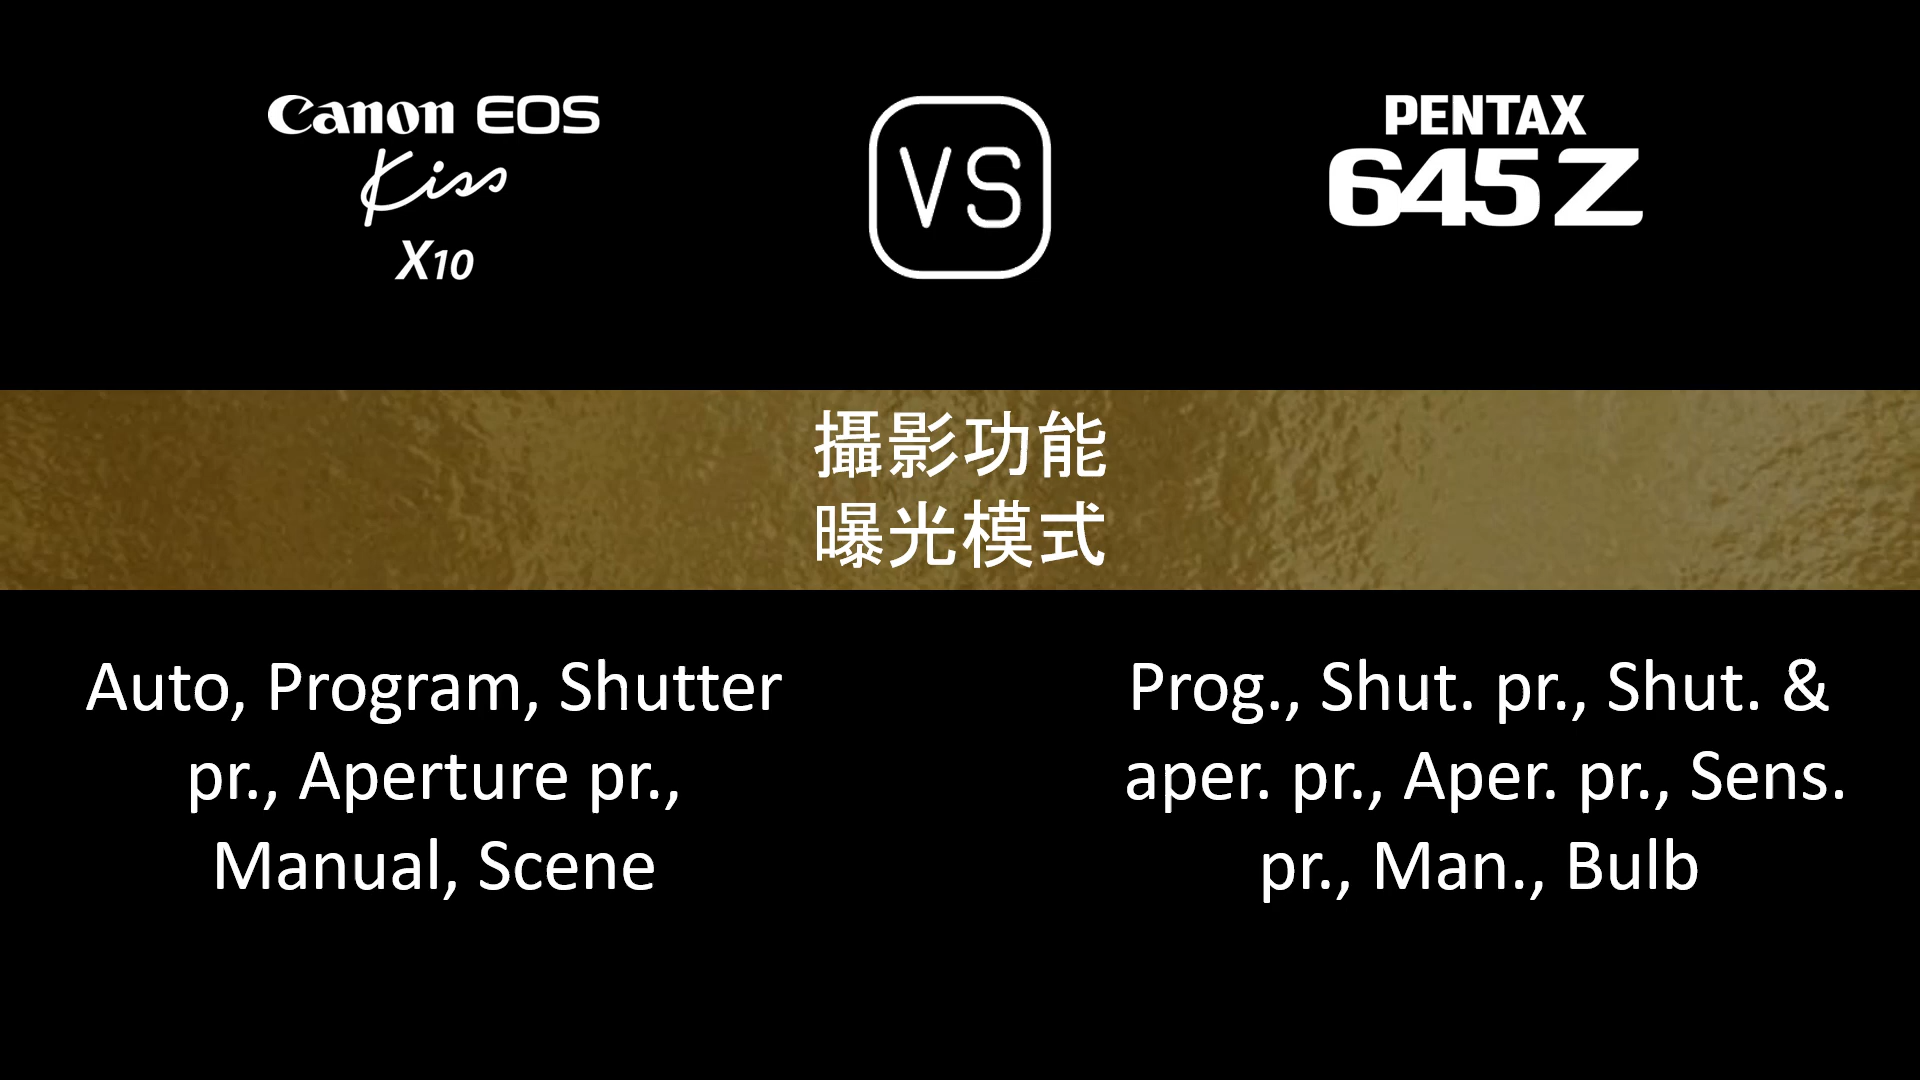 Canon EOS
Kiss
X10
VS
PENTAX
645Z
攝影功能
曝光模式
Auto, Program, Shutter
pr., Aperture pr.,
Manual, Scene
Prog., Shut. pr., Shut. &
aper. pr., Aper. pr., Sens.
pr., Man., Bulb